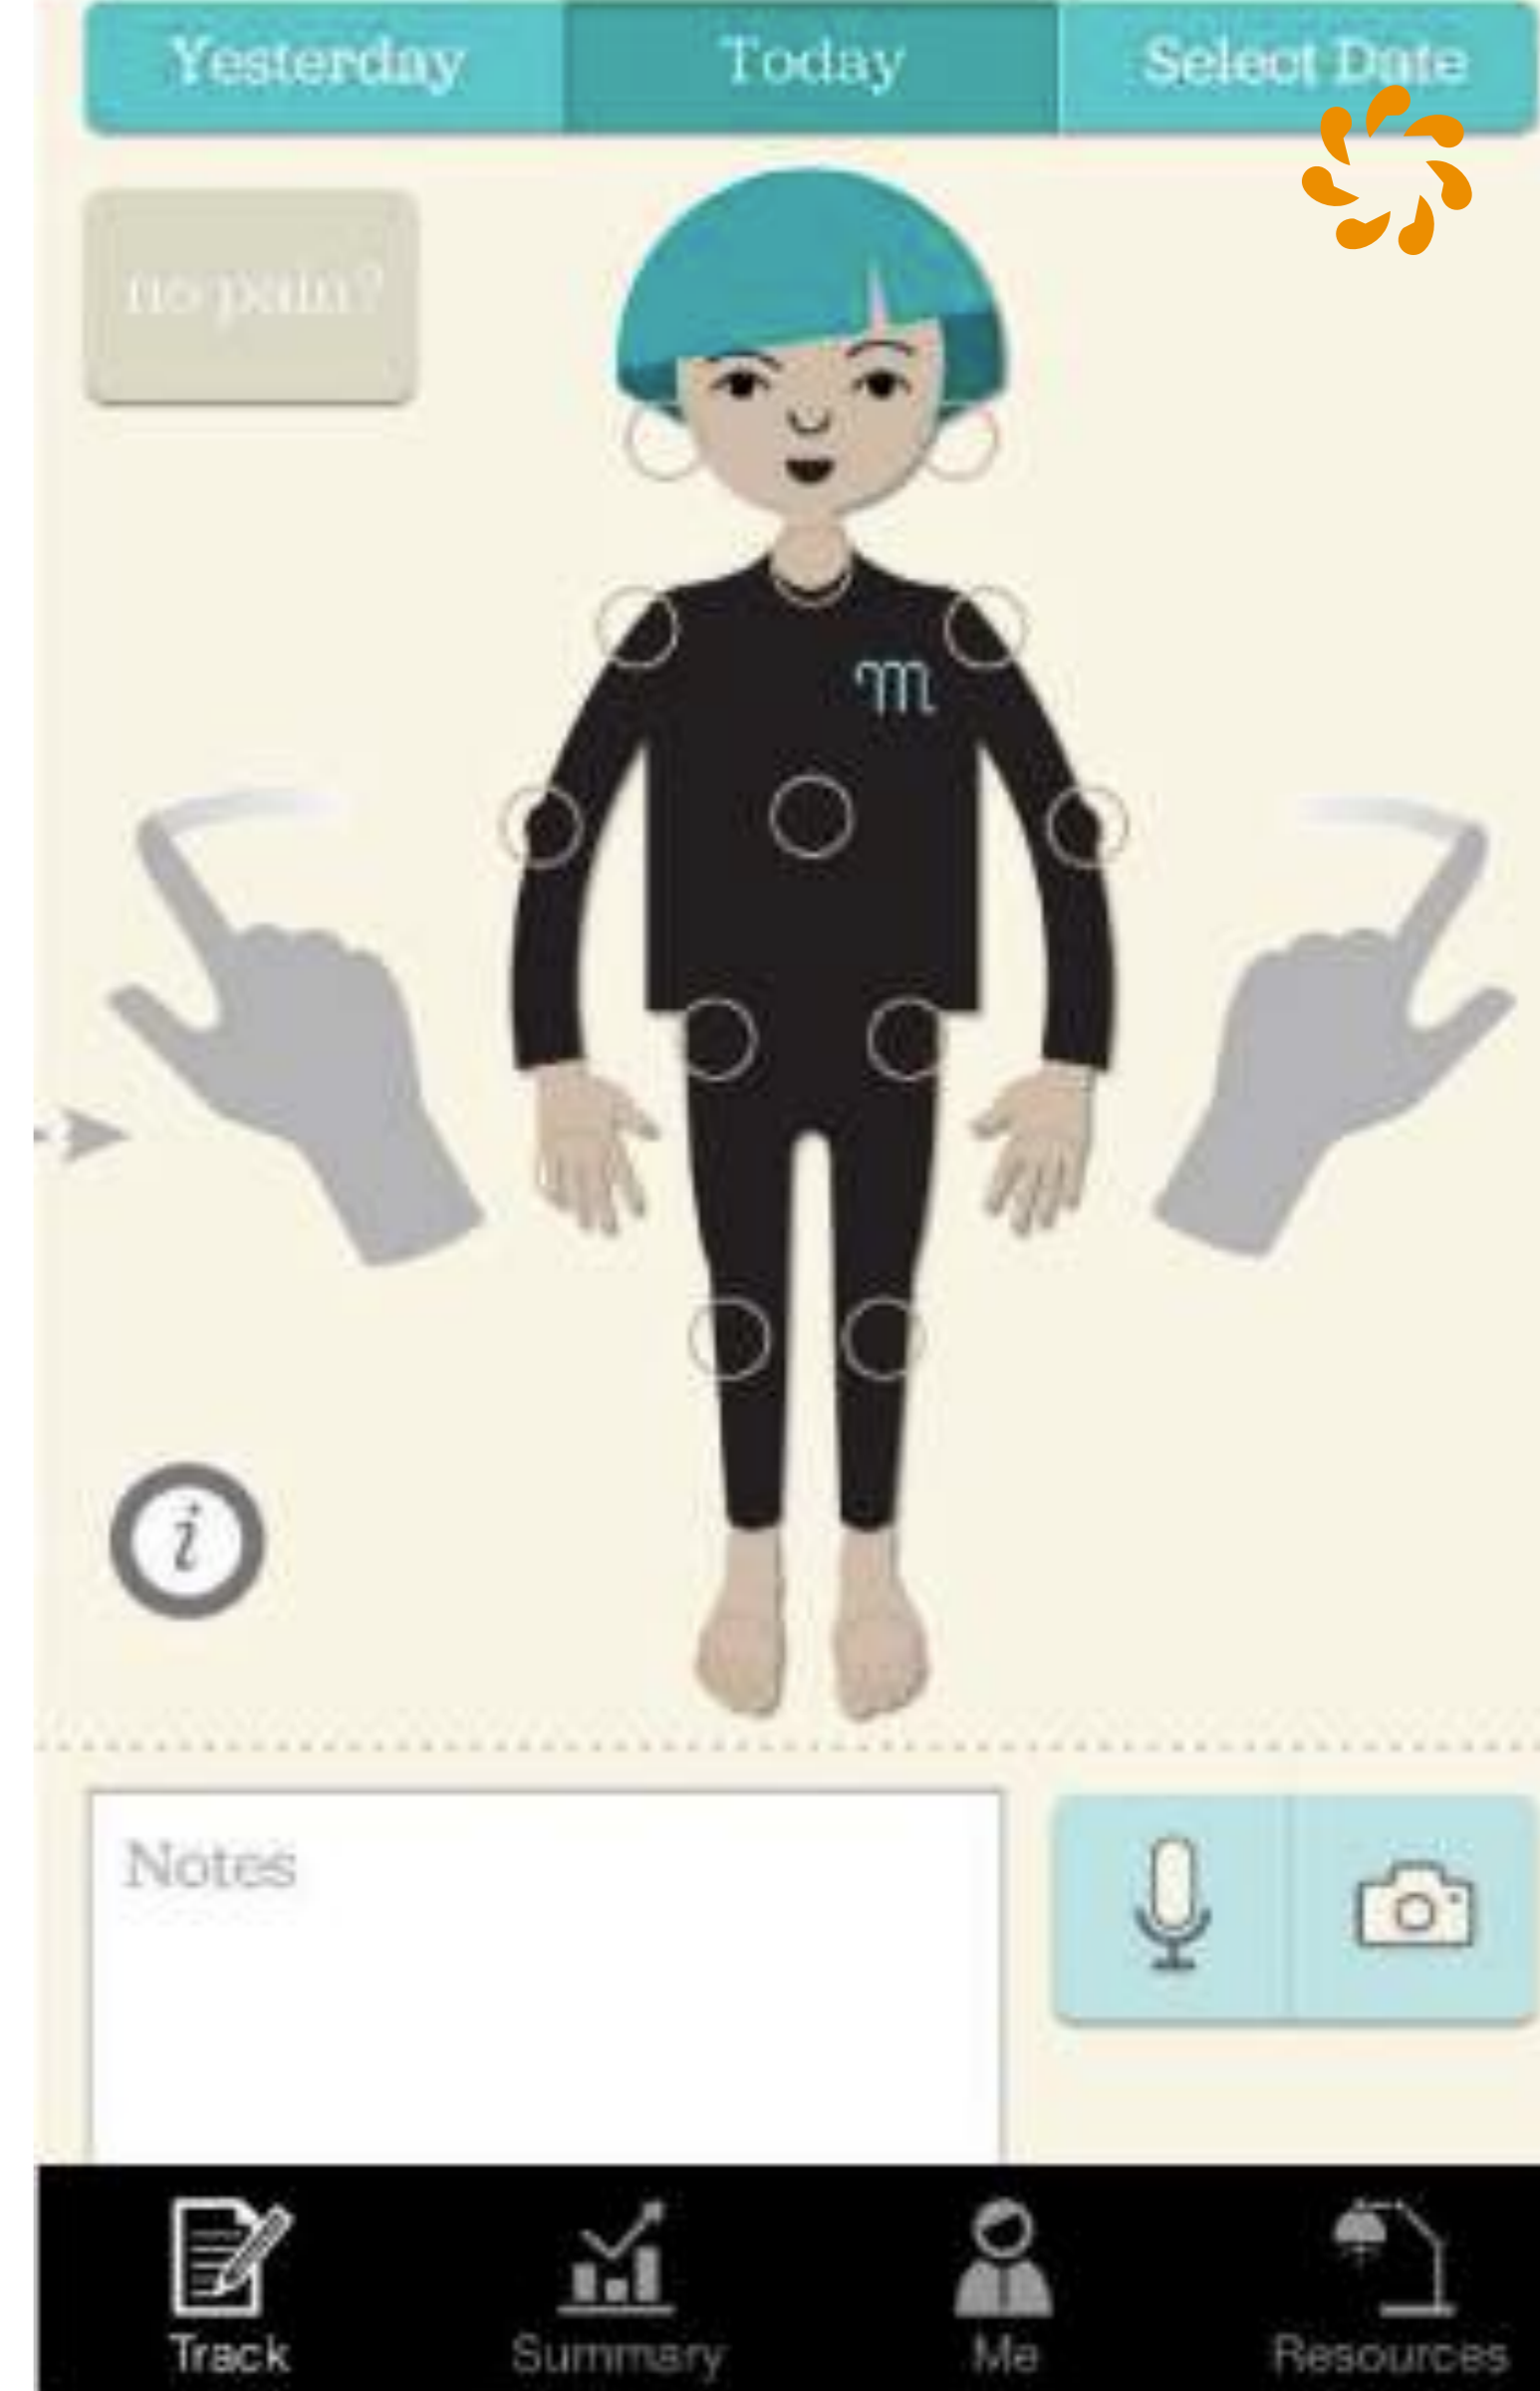 Yesterday
Today
Select Date
no pain?
m
i
Notes
Track
Summary
Me
Resources